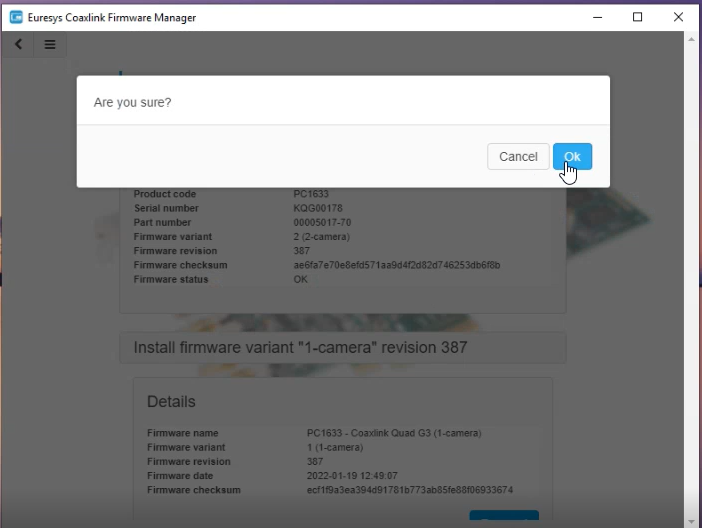 Euresys Coaxlink Firmware Manager
Are you sure?
Cancel Ok
Product code PC1633
Serial number KQG00178
Part number 00005017-70
Firmware variant 2 (2-camera)
Firmware revision 387
Firmware checksum ae6fa7e70e8efd571aa9d4f2d82d746253db6f8b
Firmware status OK
Install firmware variant "1-camera" revision 387
Details
Firmware name PC1633 - Coaxlink Quad G3 (1-camera)
Firmware variant 1 (1-camera)
Firmware revision 387
Firmware date 2022-01-19 12:49:07
Firmware checksum ecf1f9a3ea394d91781b773ab85fe88f06933674